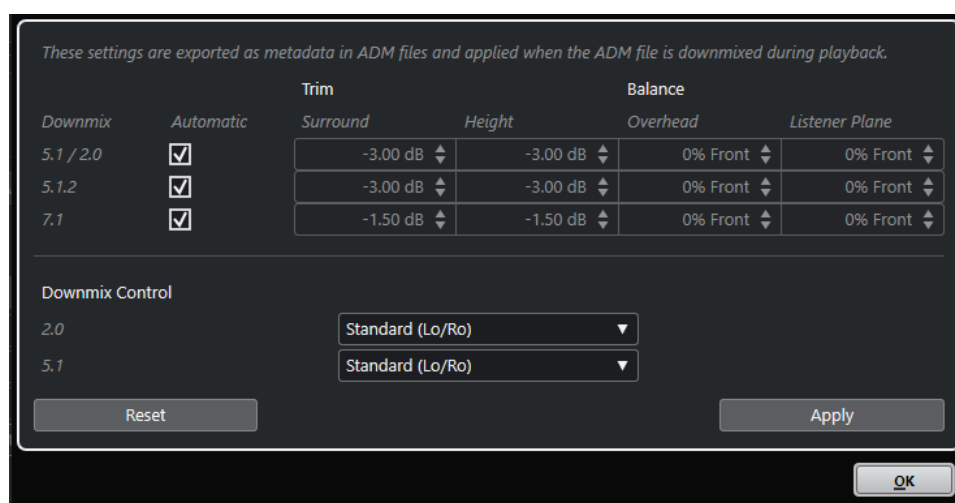 These settings are exported as metadata in ADM files and applied when the ADM file is downmixed during playback.
Trim Balance
Downmix Automatic Surround Height Overhead Listener Plane
5.1 / 2.0 -3.00 dB -3.00 dB 0% Front 0% Front
5.1.2 -3.00 dB -3.00 dB 0% Front 0% Front
7.1 -1.50 dB -1.50 dB 0% Front 0% Front
Downmix Control
2.0 Standard (Lo/Ro)
5.1 Standard (Lo/Ro)
Reset Apply
OK